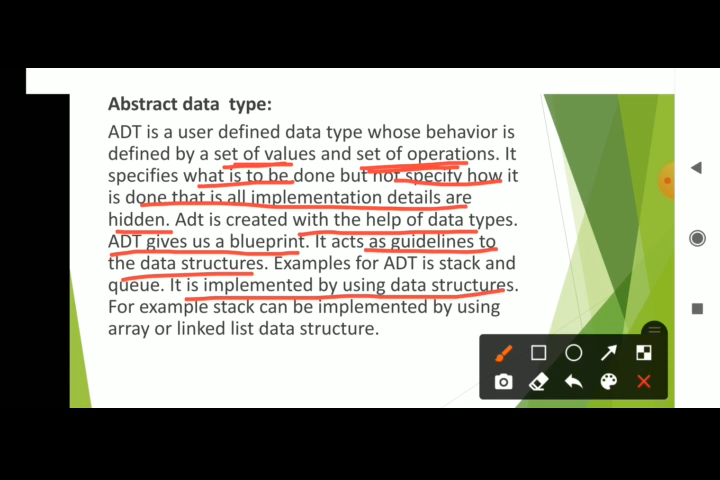 Abstract data type:
ADT is a user defined data type whose behavior is
defined by a set of values and set of operations. It
specifies what is to be done but not specify how it
is done that is all implementation details are
hidden. Adt is created with the help of data types.
ADT gives us a blueprint. It acts as guidelines to
the data structures. Examples for ADT is stack and
queue. It is implemented by using data structures.
For example stack can be implemented by using
array or linked list data structure.